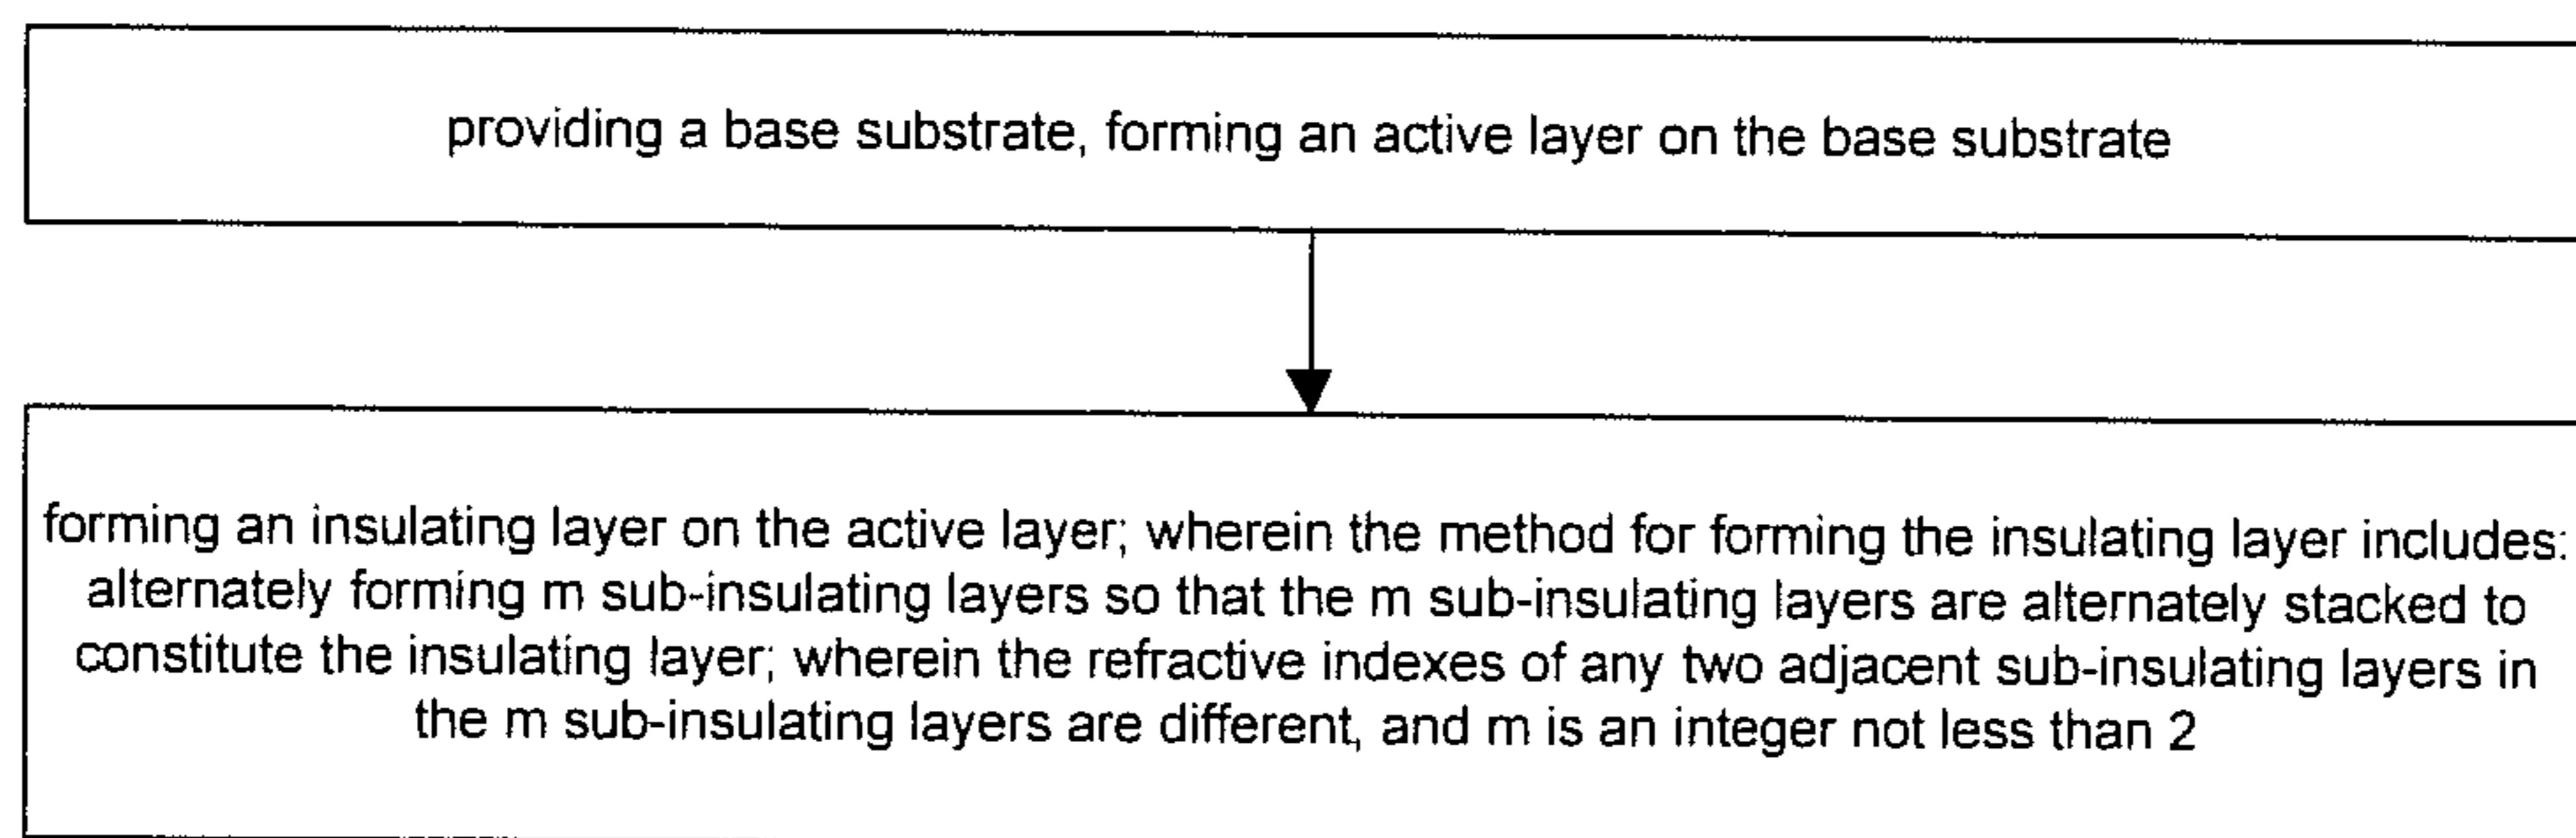 providing a base substrate, forming an active layer on the base substrate
forming an insulating layer on the active layer; wherein the method for forming the insulating layer includes:
alternately forming m sub-insulating layers so that the m sub-insulating layers are alternately stacked to
constitute the insulating layer; wherein the refractive indexes of any two adjacent sub-insulating layers in
the m sub-insulating layers are different, and m is an integer not less than 2